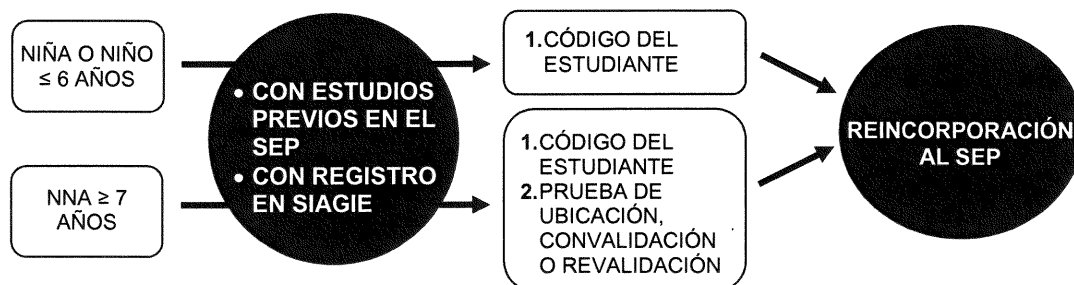 NIÑA O NIÑO
≤ 6 AÑOS
NNA ≥ 7
AÑOS
• CON ESTUDIOS
PREVIOS EN EL
SEP
• CON REGISTRO
EN SIAGIE
1.CÓDIGO DEL
ESTUDIANTE
1.CÓDIGO DEL
ESTUDIANTE
2.PRUEBA DE
UBICACIÓN,
CONVALIDACIÓN
O REVALIDACIÓN
REINCORPORACIÓN
AL SEP